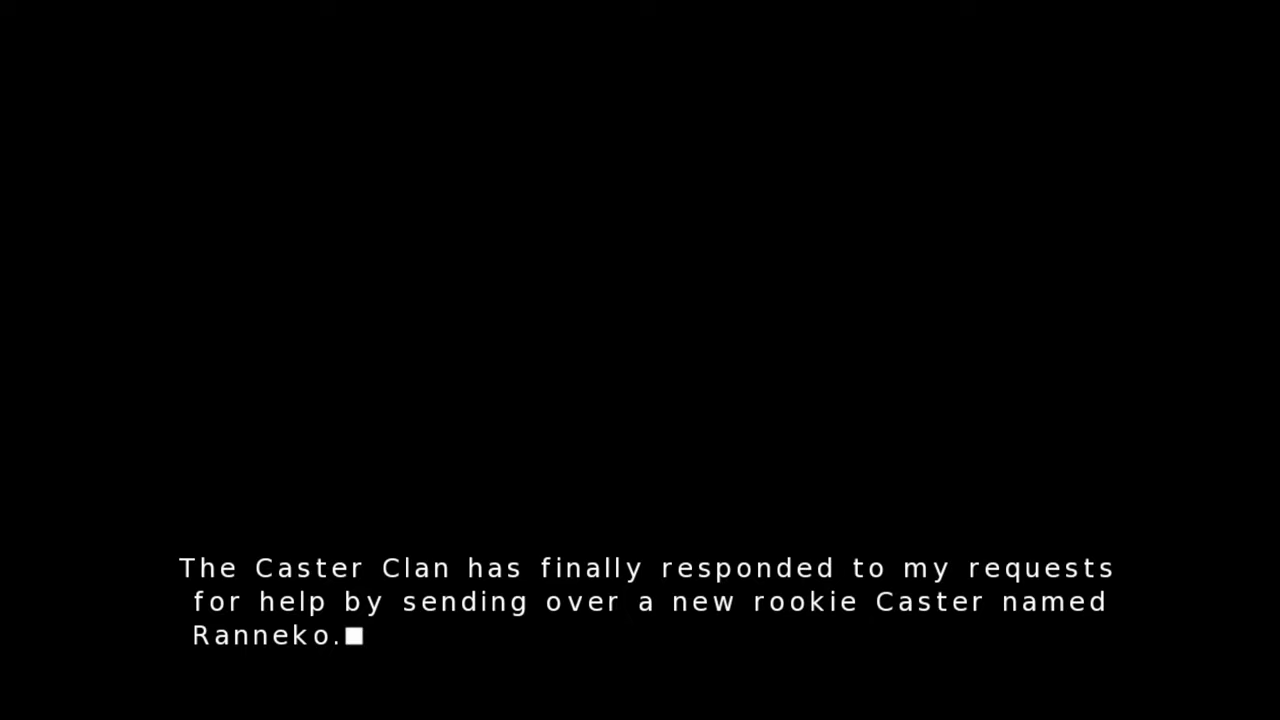 The Caster Clan has finally responded to my requests
for help by sending over a new rookie Caster named
Ranneko.